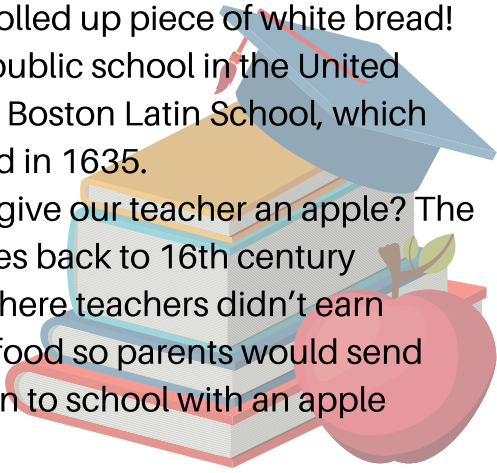 olled up piece of white bread!
public school in the United
Boston Latin School, which
d in 1635.
give our teacher an apple? The
es back to 16th century
here teachers didn’t earn
food so parents would send
n to school with an apple